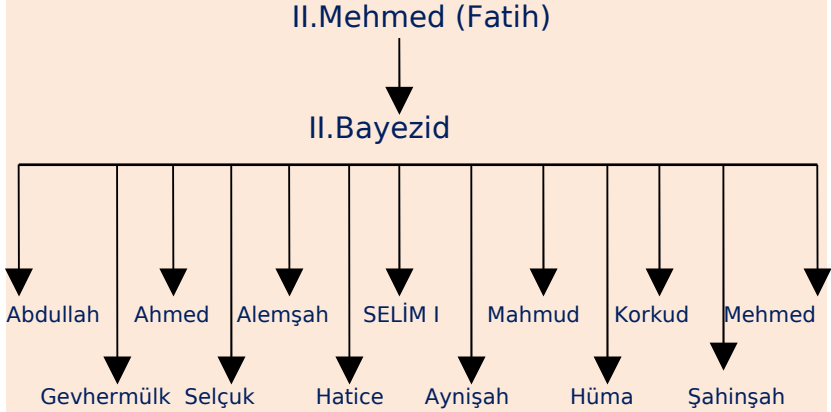 II.Mehmed (Fatih)
II.Bayezid
Abdullah Ahmed Alemşah SELİM I Mahmud Korkud Mehmed
Gevhermülk Selçuk Hatice Aynişah Hüma Şahinşah